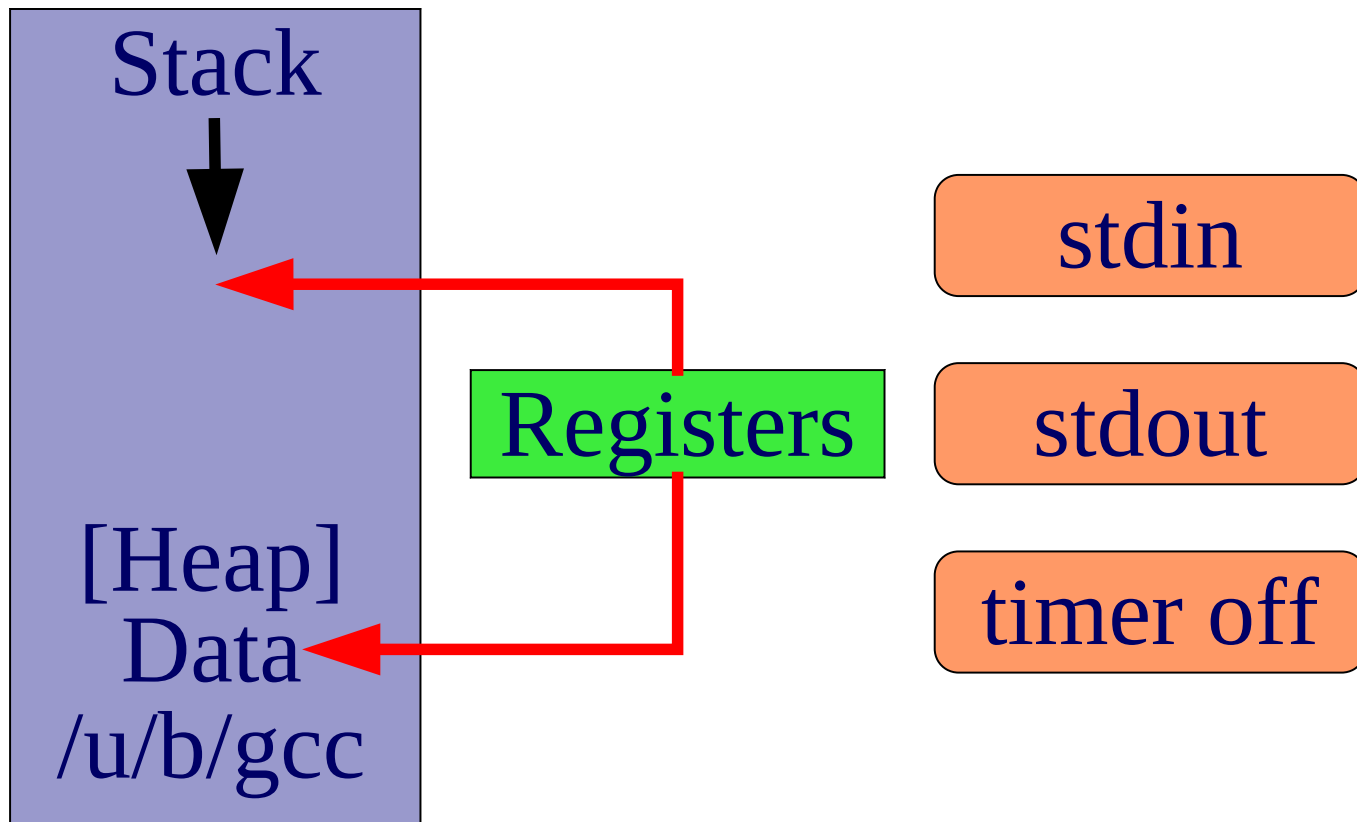 Stack
[Heap]
Data
/u/b/gcc
Registers
stdin
stdout
timer off